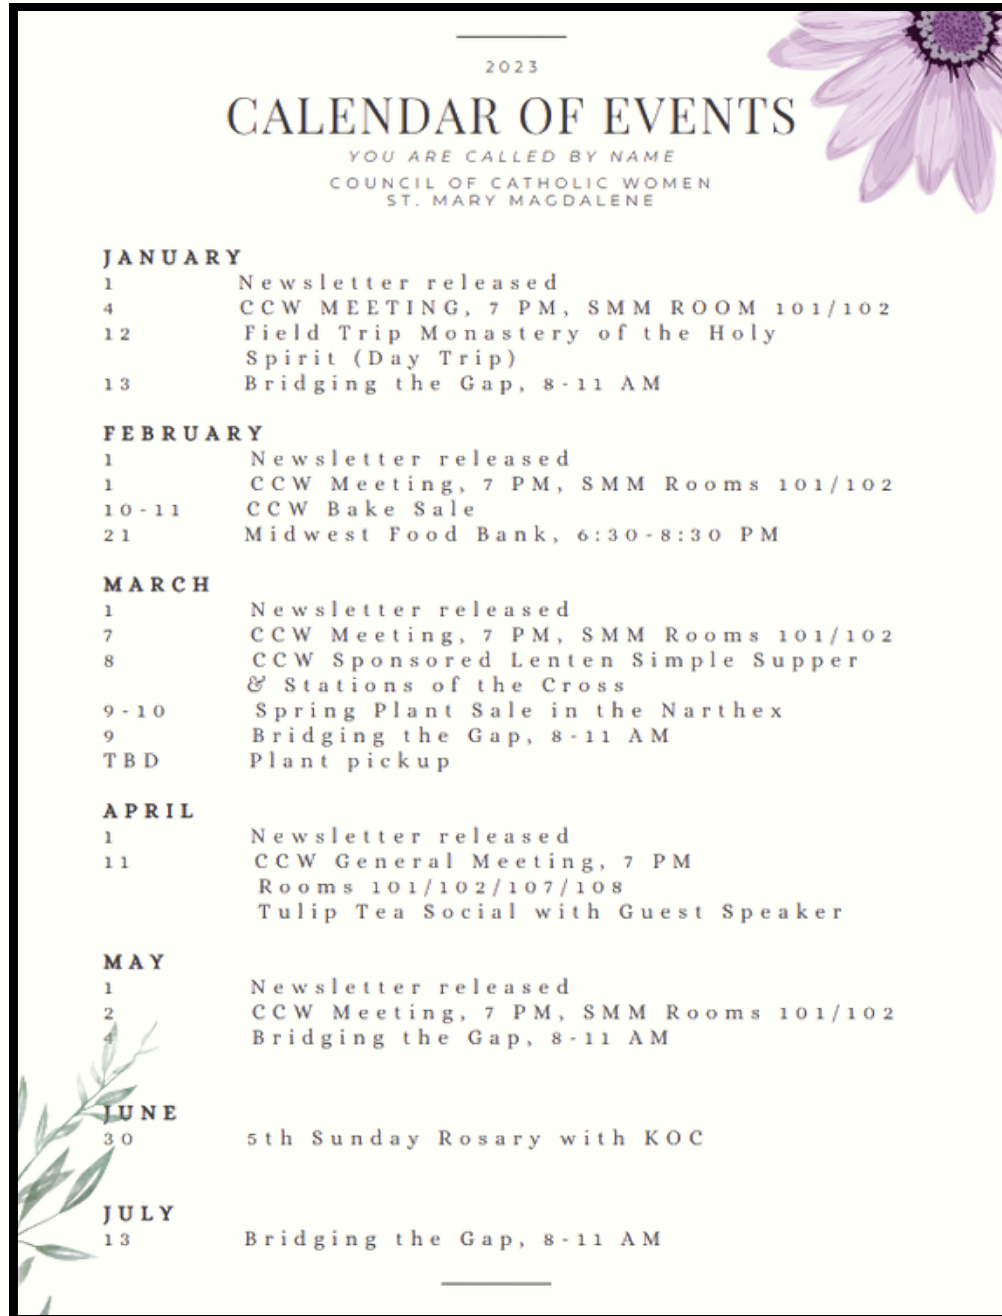 2023
CALENDAR OF EVENTS
YOU ARE CALLED BY NAME
COUNCIL OF CATHOLIC WOMEN
ST. MARY MAGDALENE
JANUARY
1 Newsletter released
4 CCW MEETING, 7 PM, SMM ROOM 101/102
12 Field Trip Monastery of the Holy
Spirit (Day Trip)
13 Bridging the Gap, 8-11 AM
FEBRUARY
1 Newsletter released
1 CCW Meeting, 7 PM, SMM Rooms 101/102
10-11 CCW Bake Sale
21 Midwest Food Bank, 6:30-8:30 PM
MARCH
1 Newsletter released
7 CCW Meeting, 7 PM, SMM Rooms 101/102
8 CCW Sponsored Lenten Simple Supper
& Stations of the Cross
9-10 Spring Plant Sale in the Narthex
9 Bridging the Gap, 8-11 AM
TBD Plant pickup
APRIL
1 Newsletter released
11 CCW General Meeting, 7 PM
Rooms 101/102/107/108
Tulip Tea Social with Guest Speaker
MAY
1 Newsletter released
2 CCW Meeting, 7 PM, SMM Rooms 101/102
4 Bridging the Gap, 8-11 AM
JUNE
30 5th Sunday Rosary with KOC
JULY
13 Bridging the Gap, 8-11 AM